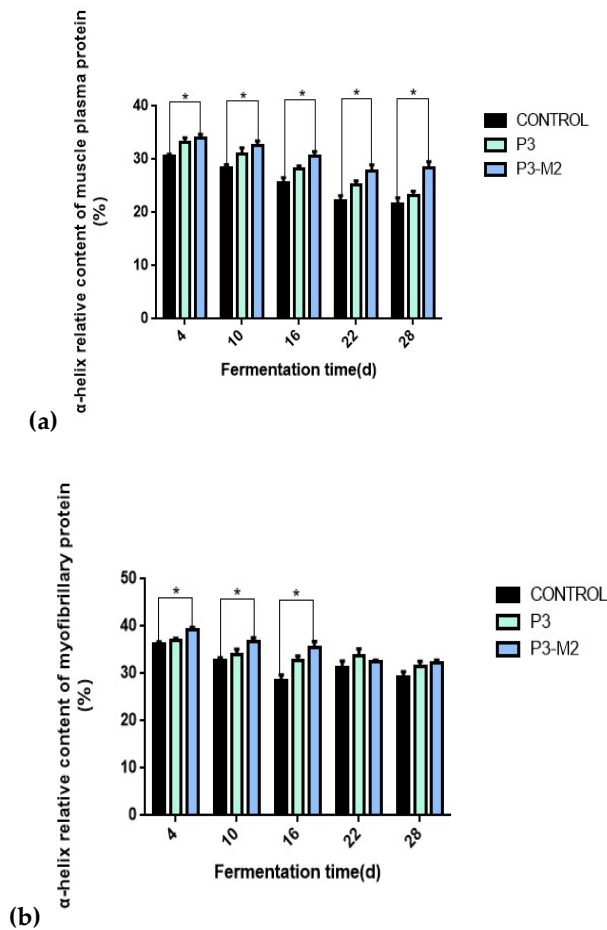 α-helix relative content of muscle plasma protein
(%)
40
30
20
10
0
*
*
*
*
*
4
10
16
22
28
Fermentation time(d)
CONTROL
P3
P3-M2
(a)
α-helix relative content of myofibrillary protein
(%)
50
40
30
20
10
0
*
*
*
4
10
16
22
28
Fermentation time(d)
CONTROL
P3
P3-M2
(b)